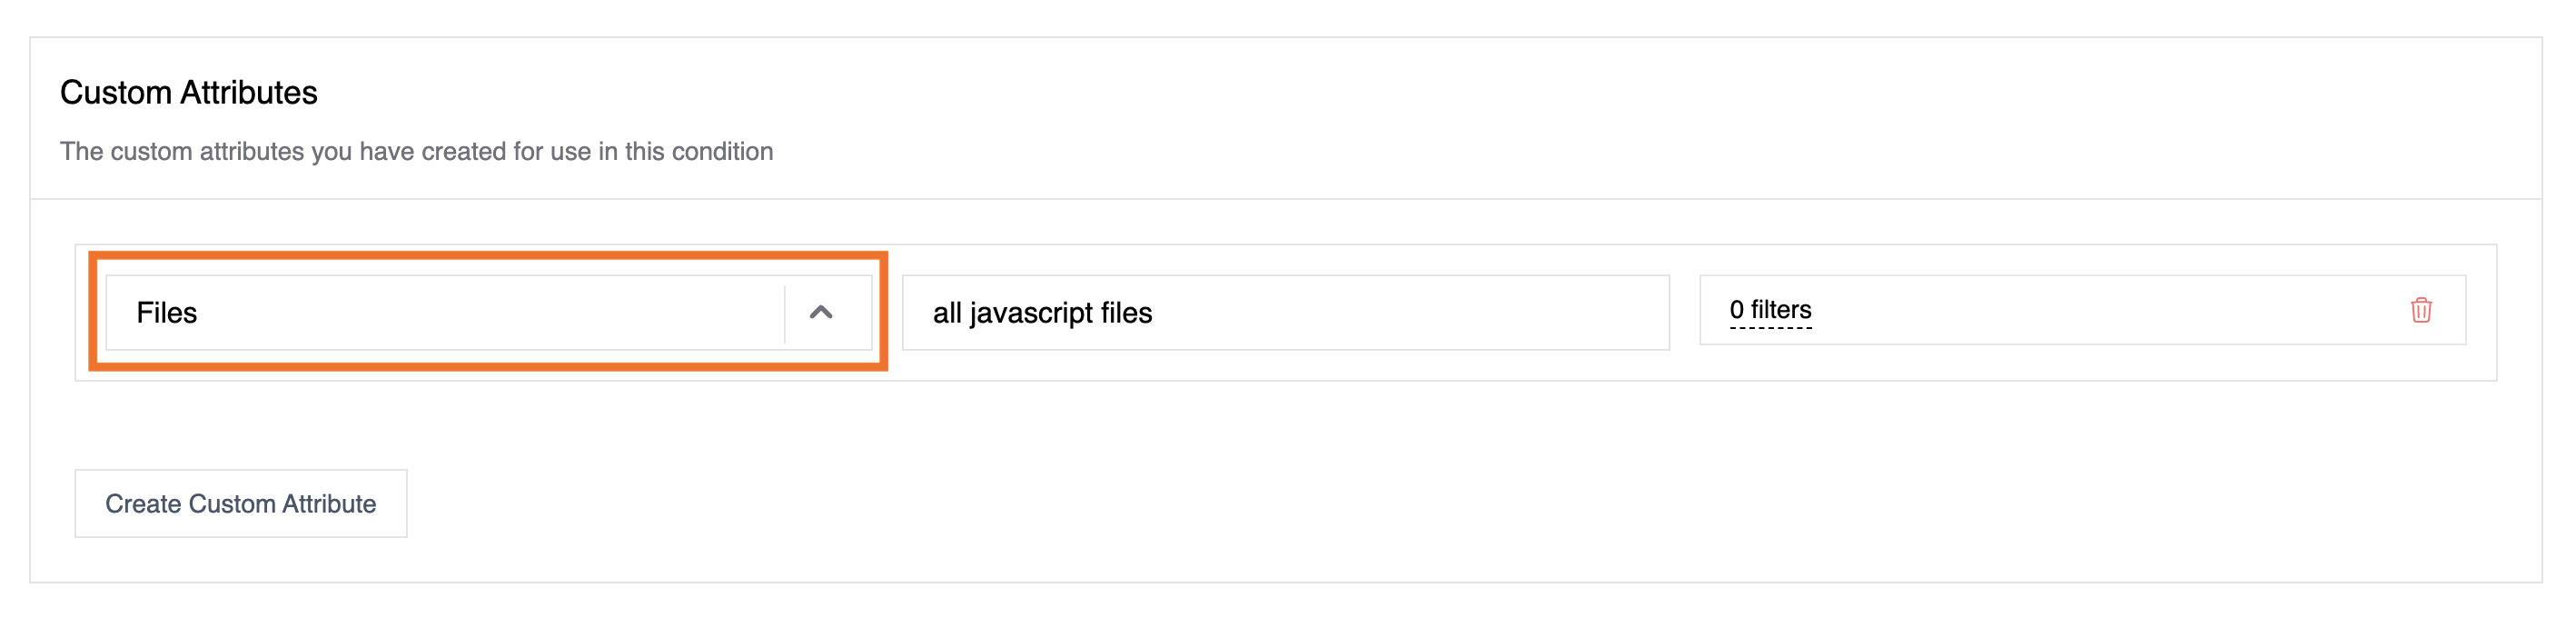 Custom Attributes
The custom attributes you have created for use in this condition
Files
all javascript files
0 filters
Create Custom Attribute